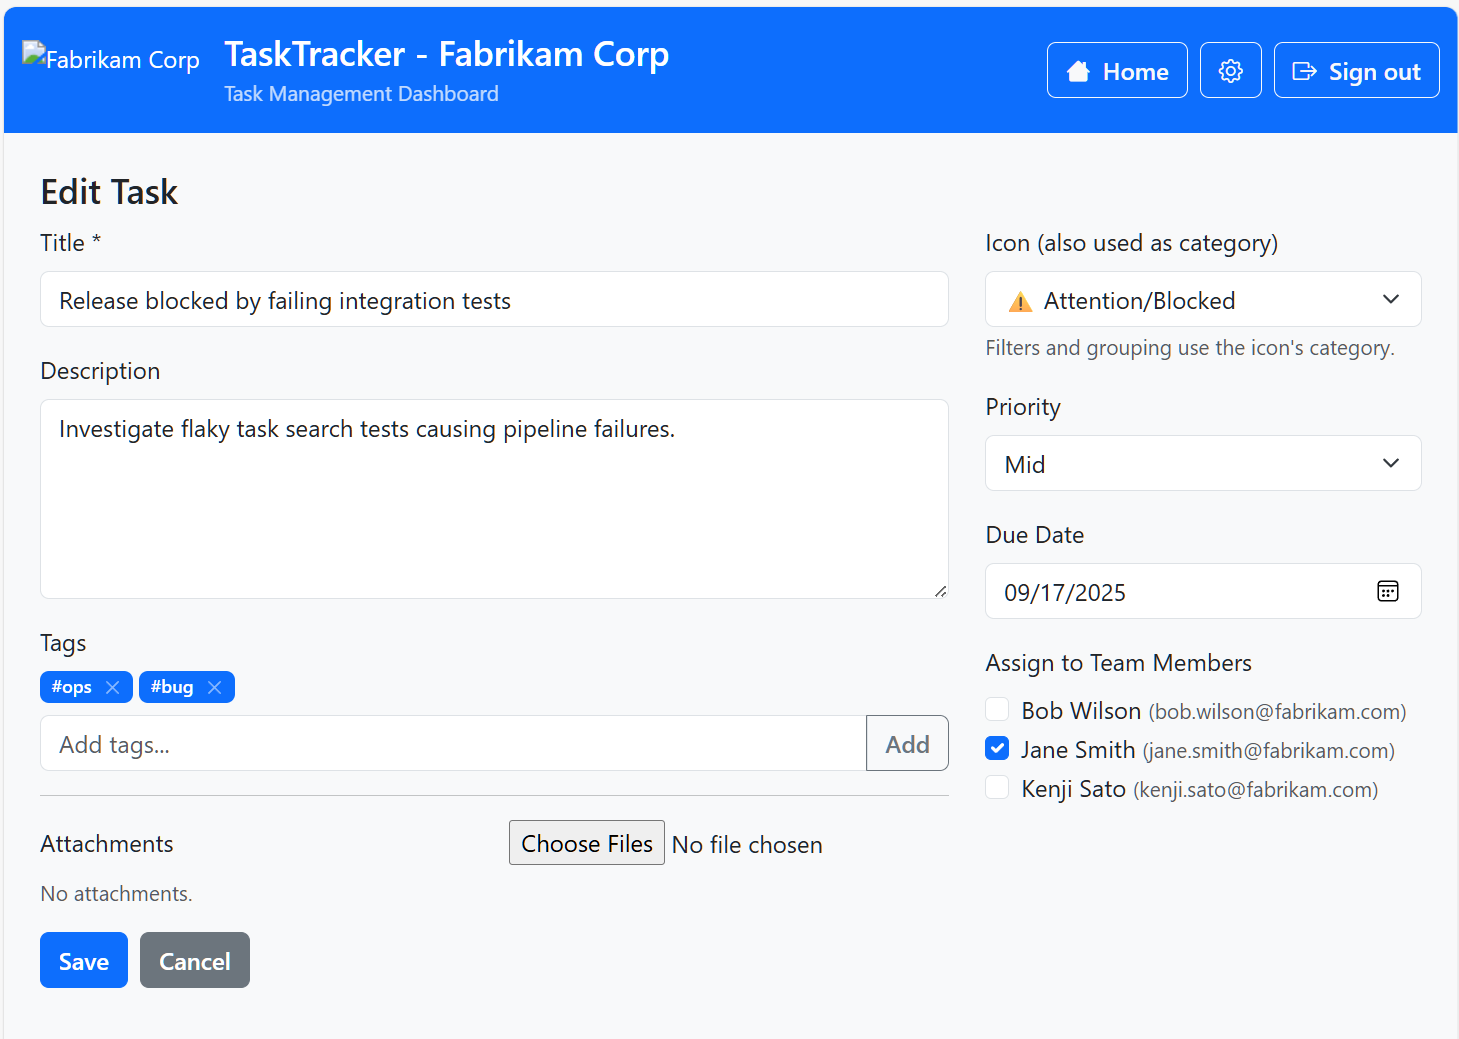 Fabrikam Corp
TaskTracker - Fabrikam Corp
Task Management Dashboard
Home
Sign out
Edit Task
Title *
Release blocked by failing integration tests
Description
Investigate flaky task search tests causing pipeline failures.
Tags
#ops
#bug
Add tags...
Add
Attachments
Choose Files
No file chosen
No attachments.
Save
Cancel
Icon (also used as category)
⚠️ Attention/Blocked
Filters and grouping use the icon's category.
Priority
Mid
Due Date
09/17/2025
Assign to Team Members
Bob Wilson (bob.wilson@fabrikam.com)
Jane Smith (jane.smith@fabrikam.com)
Kenji Sato (kenji.sato@fabrikam.com)